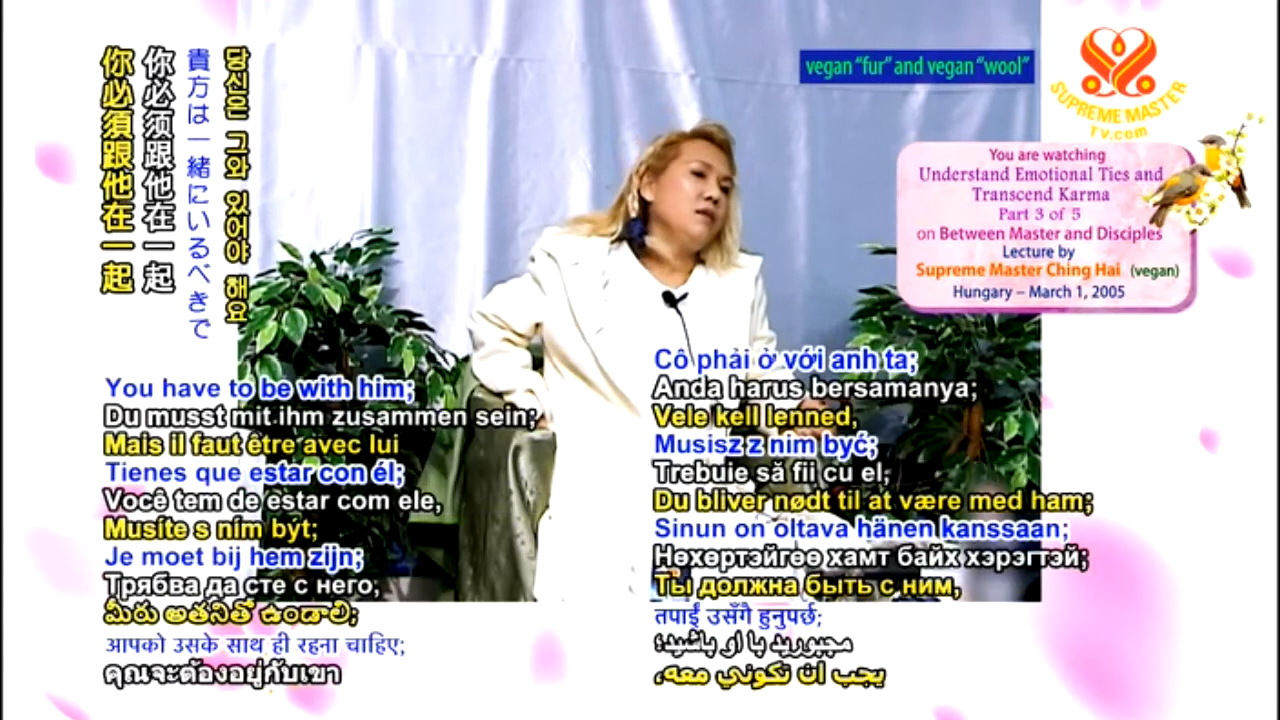 你必須跟他在一起
你必须跟他在一起
貴方は一緒にいるべきで
당신은 그와 있어야 해요
vegan "fur" and vegan "wool"
SUPREME MASTER
TV.com
You are watching
Understand Emotional Ties and
Transcend Karma
Part 3 of 5
on Between Master and Disciples
Lecture by
Supreme Master Ching Hai (vegan)
Hungary – March 1, 2005
You have to be with him;
Du musst mit ihm zusammen sein;
Mais il faut être avec lui
Tienes que estar con él;
Você tem de estar com ele,
Musíte s ním být;
Je moet bij hem zijn;
Трябва да сте с него;
మీరు అతనితో ఉండాలి;
आपको उसके साथ ही रहना चाहिए;
คุณจะต้องอยู่กับเขา
Cô phải ở với anh ta;
Anda harus bersamanya;
Vele kell lenned,
Musisz z nim być;
Trebuie să fii cu el;
Du bliver nødt til at være med ham;
Sinun on oltava hänen kanssaan;
Нөхөртэйгөө хамт байх хэрэгтэй;
Ты должна быть с ним,
तपाईं उसँगै हुनुपर्छ;
مجبورید با او باشید؛
يجب ان تكوني معه،